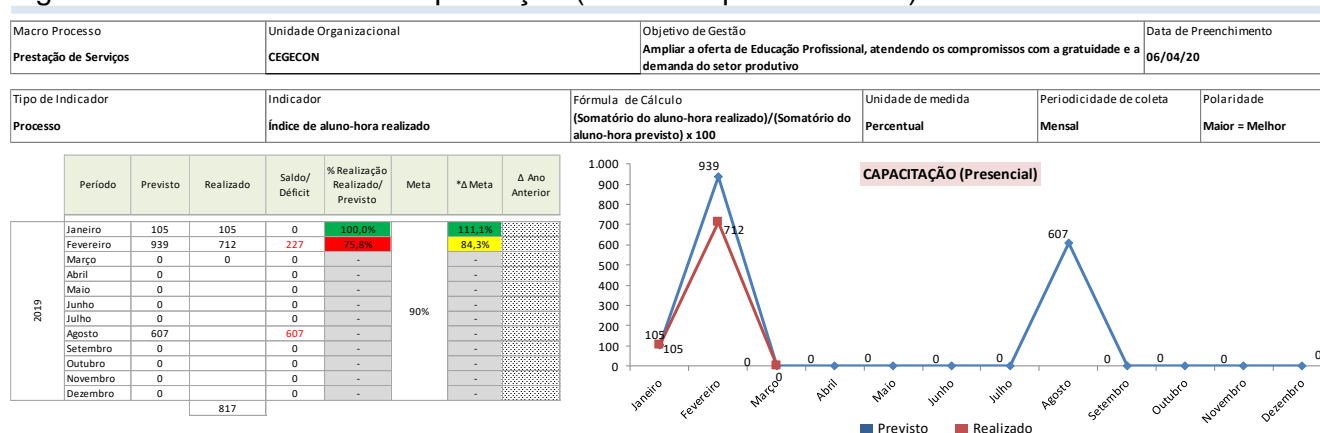 Macro Processo
Prestação de Serviços
Unidade Organizacional
CEGECON
Objetivo de Gestão
Ampliar a oferta de Educação Profissional, atendendo os compromissos com a gratuidade e a
demanda do setor produtivo
Data de Preenchimento
06/04/20
Tipo de Indicador
Processo
Indicador
Índice de aluno-hora realizado
Fórmula de Cálculo
(Somatório do aluno-hora realizado)/(Somatório do
aluno-hora previsto) x 100
Unidade de medida
Percentual
Periodicidade de coleta
Mensal
Polaridade
Maior = Melhor
Período Previsto Realizado Saldo/ Déficit % Realização Realizado/ Previsto Meta *Δ Meta Δ Ano Anterior
2019
Janeiro 105 105 0 100,0% 111,1%
Fevereiro 939 712 227 75,8% 84,3%
Março 0 0 0 - -
Abril 0 0 - -
Maio 0 0 - -
Junho 0 0 - -
Julho 0 0 - -
90%
Agosto 607 607 - -
Setembro 0 0 - -
Outubro 0 0 - -
Novembro 0 0 - -
Dezembro 0 0 - -
817
CAPACITAÇÃO (Presencial)
1.000
900
800
700
600
500
400
300
200
100
0
939
712
607
105
105
0 0 0 0 0 0 0 0 0 0
Janeiro Fevereiro Março Abril Maio Junho Julho Agosto Setembro Outubro Novembro Dezembro
Previsto Realizado